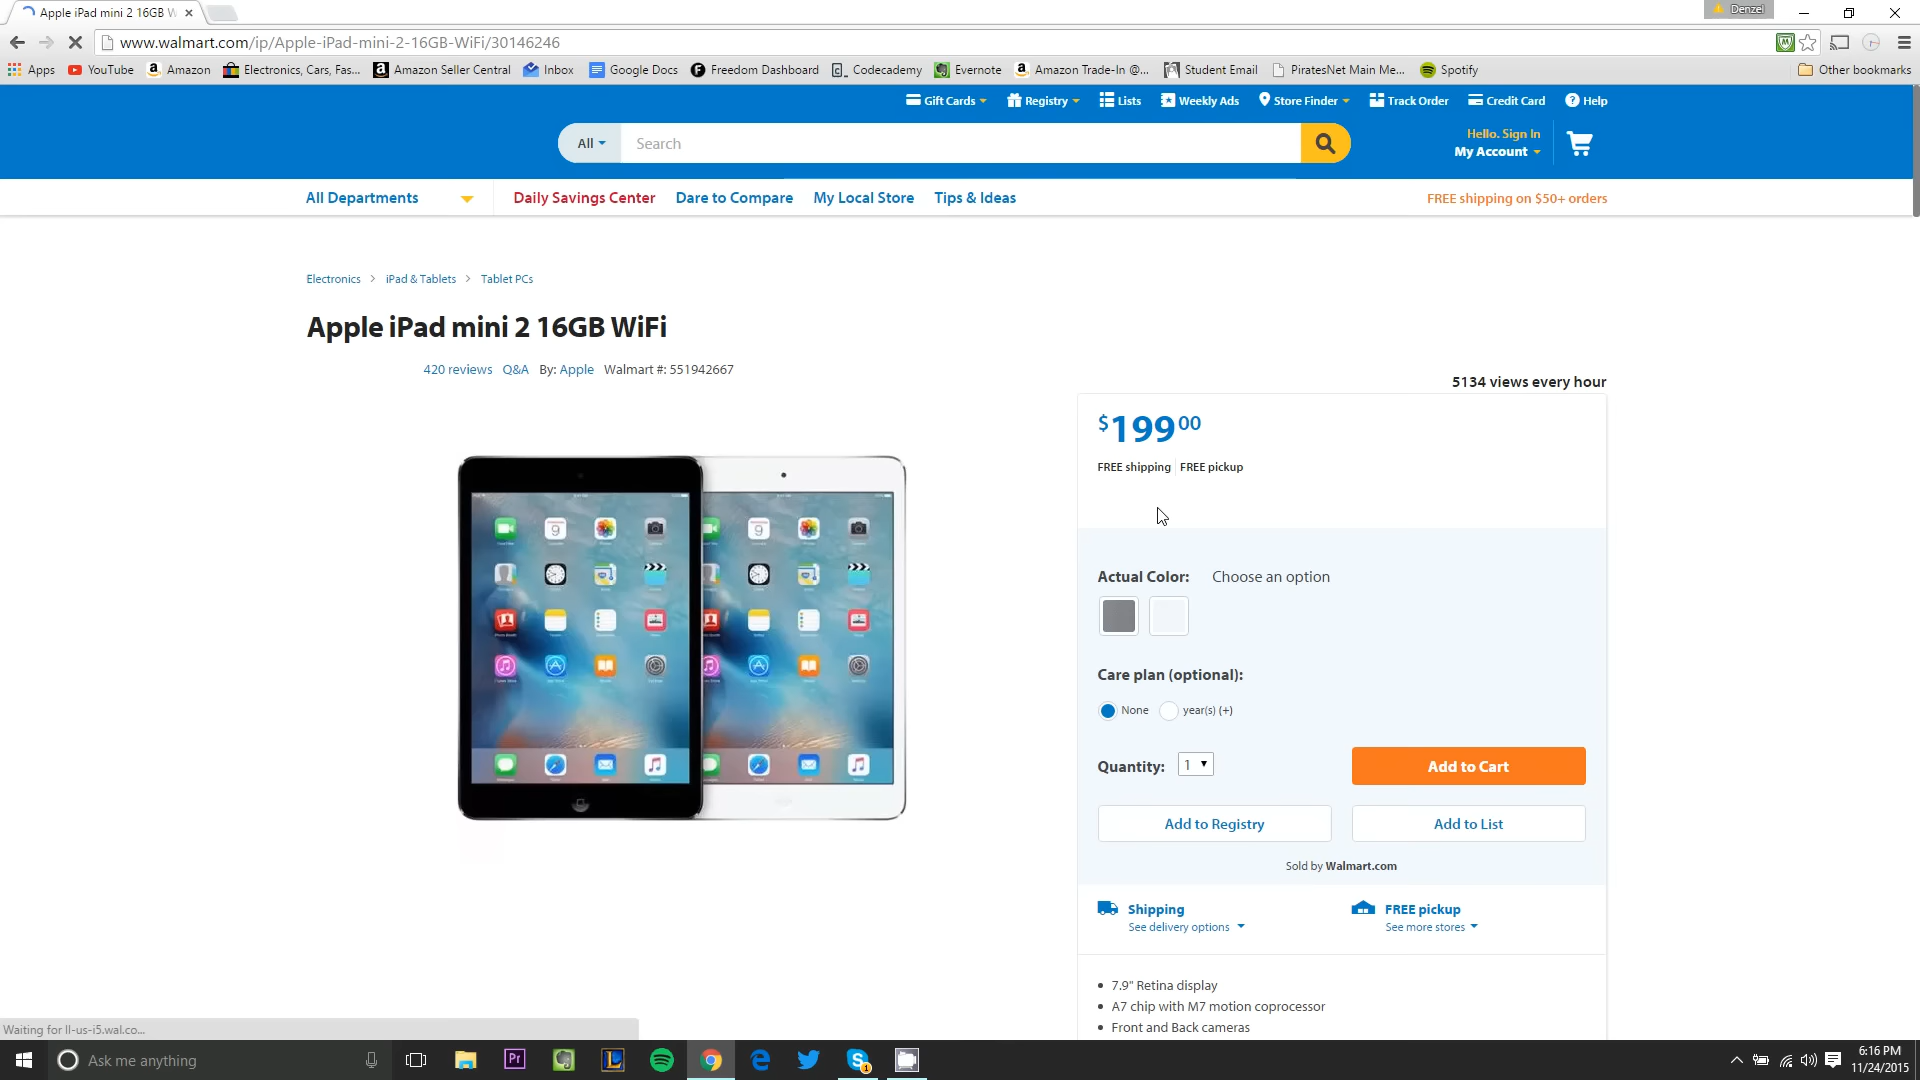 Apple iPad mini 2 16GB W
Denzel
www.walmart.com/ip/Apple-iPad-mini-2-16GB-WiFi/30146246
Apps YouTube Amazon Electronics, Cars, Fas... Amazon Seller Central Inbox Google Docs Freedom Dashboard Codecademy Evernote Amazon Trade-In @... Student Email PiratesNet Main Me... Spotify Other bookmarks
Gift Cards Registry Lists Weekly Ads Store Finder Track Order Credit Card Help
All Search
Hello. Sign In
My Account
All Departments Daily Savings Center Dare to Compare My Local Store Tips & Ideas FREE shipping on $50+ orders
Electronics > iPad & Tablets > Tablet PCs
Apple iPad mini 2 16GB WiFi
420 reviews Q&A By: Apple Walmart #: 551942667
5134 views every hour
$199 00
FREE shipping FREE pickup
Actual Color: Choose an option
Care plan (optional):
None year(s) (+)
Quantity: 1 Add to Cart
Add to Registry Add to List
Sold by Walmart.com
Shipping FREE pickup
See delivery options See more stores
• 7.9" Retina display
• A7 chip with M7 motion coprocessor
• Front and Back cameras
Waiting for ll-us-i5.wal.co...
Ask me anything
6:16 PM
11/24/2015